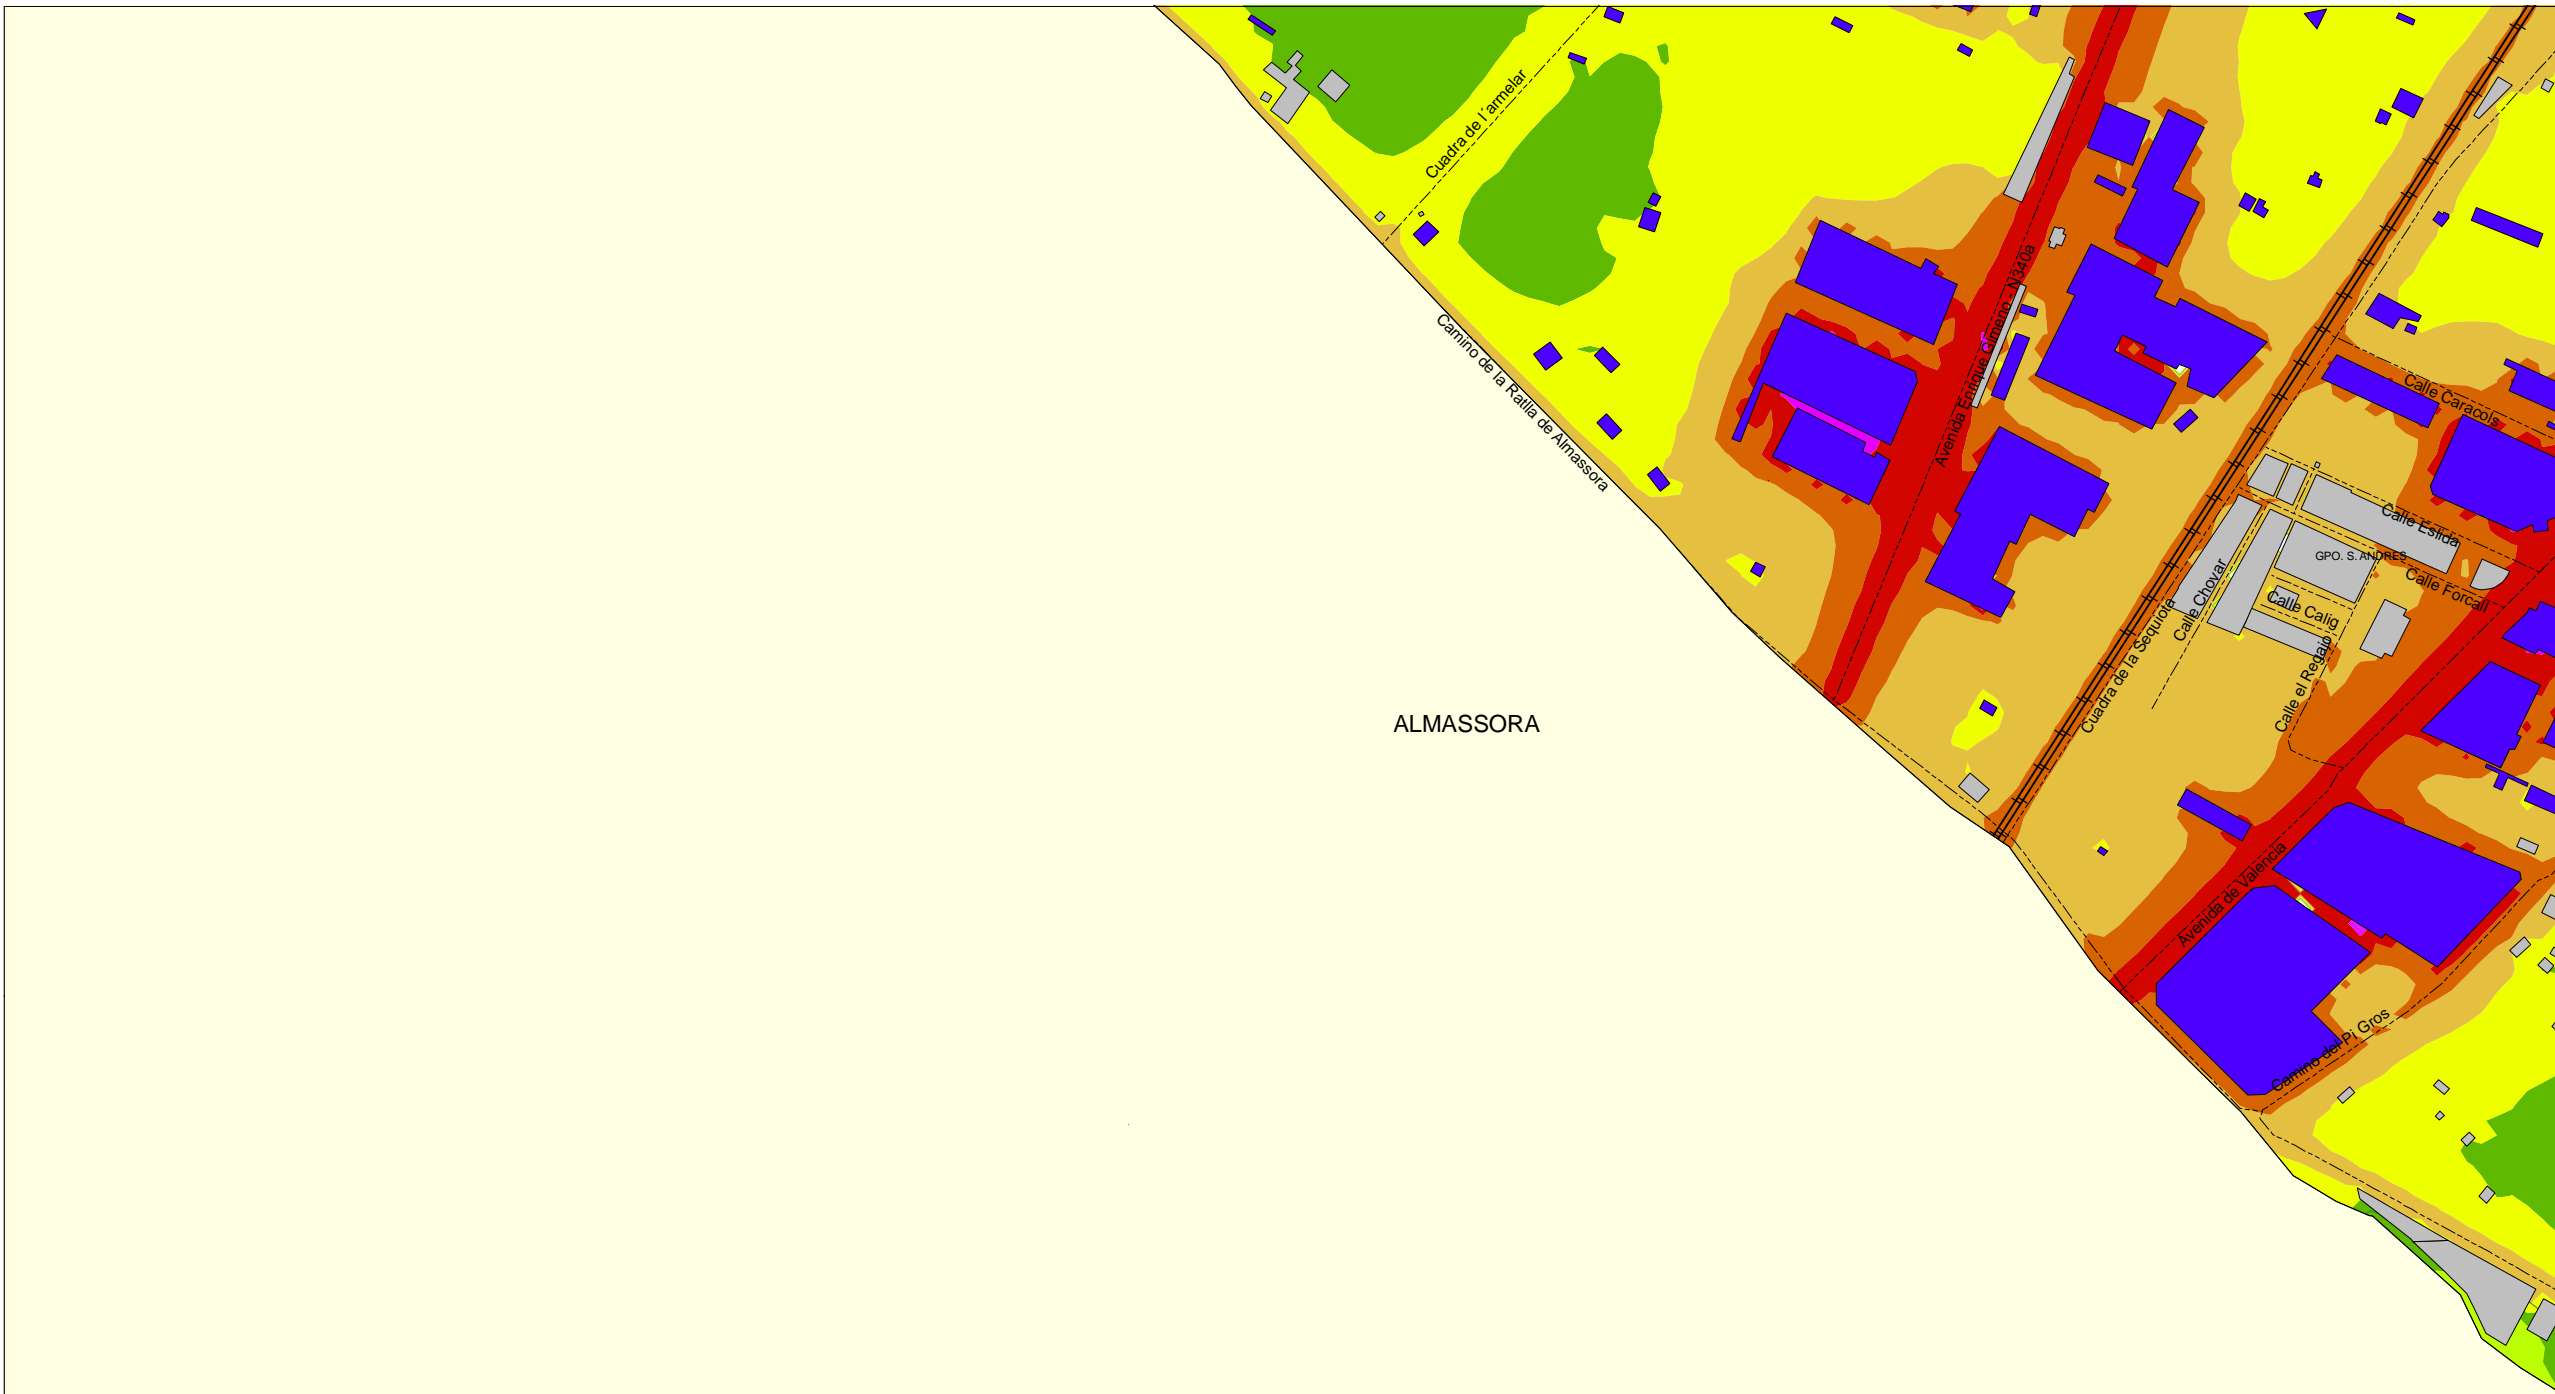 Cuadra de l´armelar
Camino de la Ratlla de Almassora
Avenida Enrique Gimeno - N340a
Calle Caracols
Calle Eslida
GPO. S. ANDRES
Calle Forcall
Calle Chovar
Calle Calig
Cuadra de la Sequiota
Calle el Regajo
ALMASSORA
Avenida de Valencia
Camino del Pi Gros